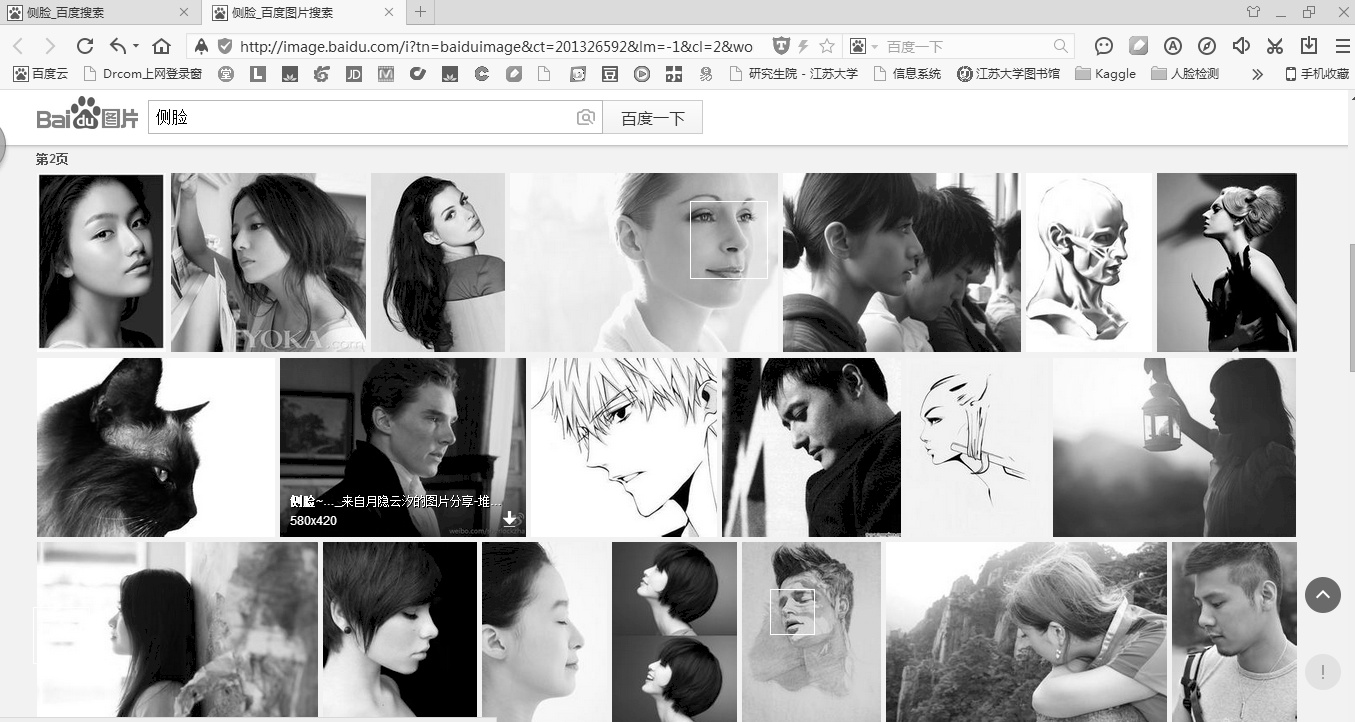 侧脸_百度搜索
侧脸_百度图片搜索
http://image.baidu.com/i?tn=baiduimage&ct=201326592&lm=-1&cl=2&wo
百度一下
百度云
Drcom上网登录窗
研究生院 - 江苏大学
信息系统
江苏大学图书馆
Kaggle
人脸检测
手机收藏
Bai du 图片
侧脸
百度一下
第2页
YOKA.com
侧脸~..._来自月隐云汐的图片分享-堆...
580x420